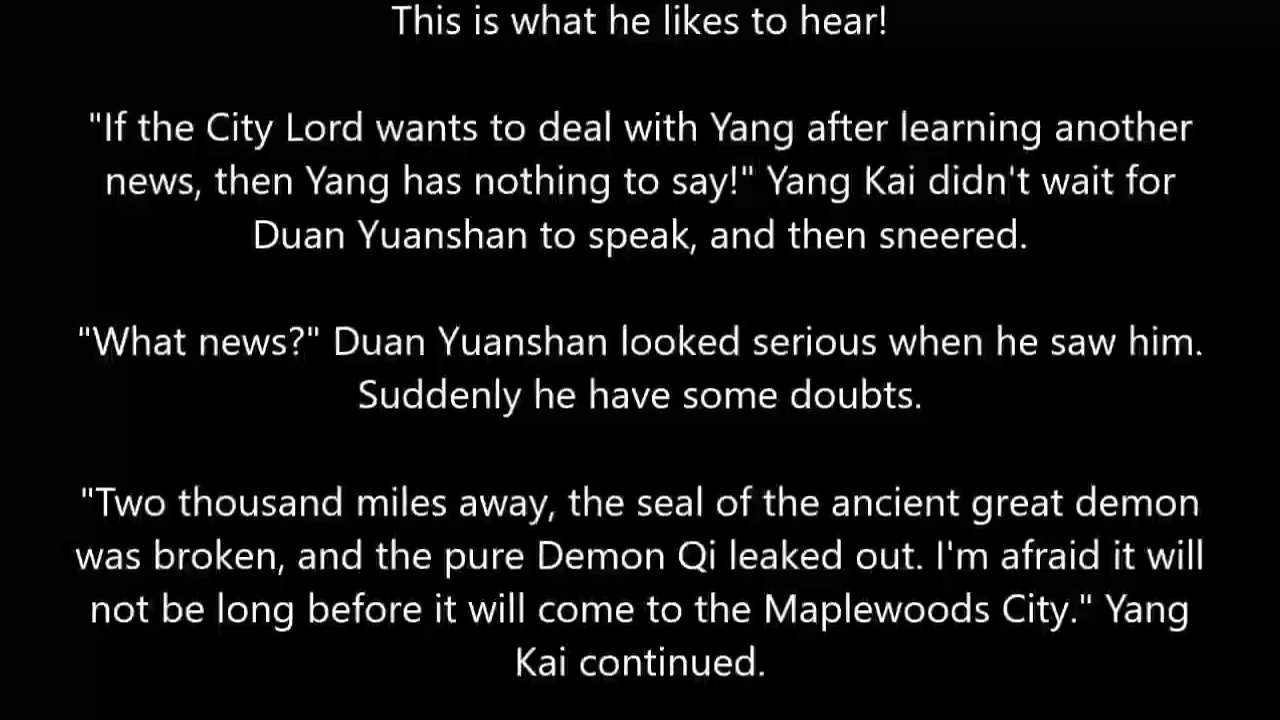 This is what he likes to hear!
"If the City Lord wants to deal with Yang after learning another
news, then Yang has nothing to say!" Yang Kai didn't wait for
Duan Yuanshan to speak, and then sneered.
"What news?" Duan Yuanshan looked serious when he saw him.
Suddenly he have some doubts.
"Two thousand miles away, the seal of the ancient great demon
was broken, and the pure Demon Qi leaked out. I'm afraid it will
not be long before it will come to the Maplewoods City." Yang
Kai continued.